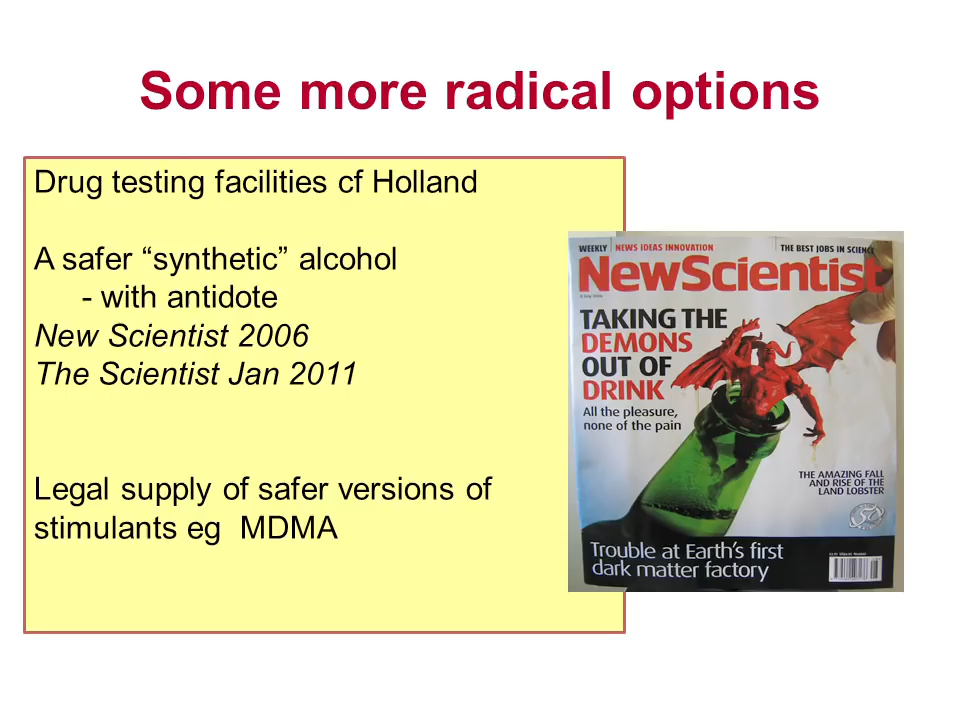 Some more radical options
Drug testing facilities cf Holland
A safer “synthetic” alcohol
- with antidote
New Scientist 2006
The Scientist Jan 2011
Legal supply of safer versions of
stimulants eg MDMA
WEEKLY NEWS IDEAS INNOVATION
THE BEST JOBS IN SCIENCE
NewScientist
TAKING THE
DEMONS
OUT OF
DRINK
All the pleasure,
none of the pain
THE AMAZING FALL
AND RISE OF THE
LAND LOBSTER
Trouble at Earth's first
dark matter factory